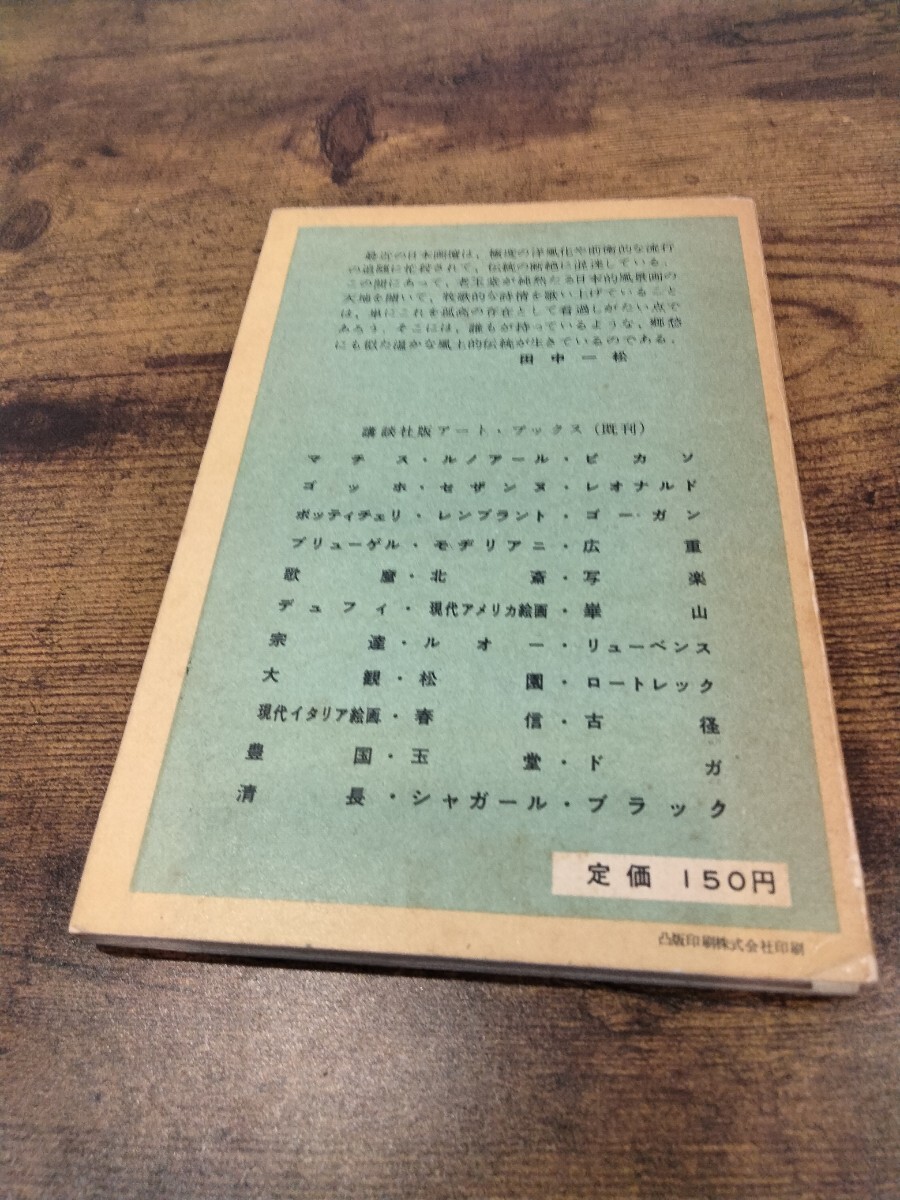 最近の日本画壇は，極度の洋風化や前衛的な流行
の追随に忙殺されて，伝統の断絶に混迷している．
この間にあって，老玉堂が純然たる日本的風景画の
天地を開いて，牧歌的な詩情を歌い上げていること
は，単にこれを孤高の存在として看過しがたい点で
あろう．そこには，誰もが持っているような，郷愁
にも似た温かな風土的伝統が生きているのである．
田中一松
講談社版アート・ブックス（既刊）
マチス・ルノアール・ピカソ
ゴッホ・セザンヌ・レオナルド
ボッティチェリ・レンブラント・ゴーガン
ブリューゲル・モヂリアニ・広重
歌麿・北斎・写楽
デュフィ・現代アメリカ絵画・崋山
宗達・ルオー・リューベンス
大観・松園・ロートレック
現代イタリア絵画・春信・古径
豊国・玉堂・ドガ
清長・シャガール・ブラック
定価 150円
凸版印刷株式会社印刷